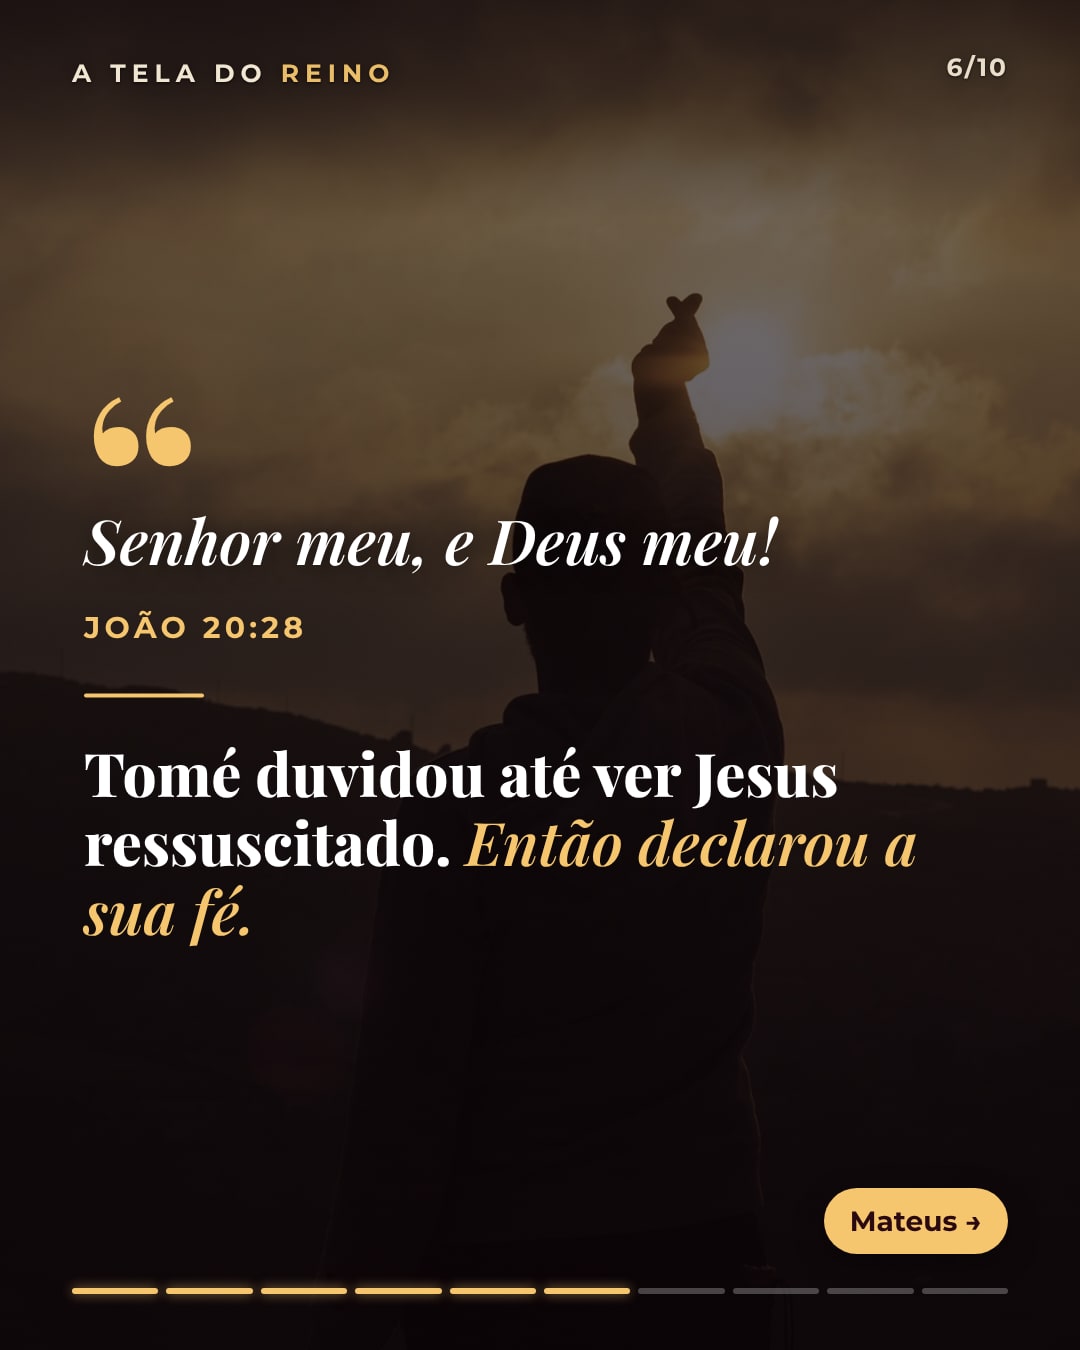 A TELA DO REINO
6/10
“
Senhor meu, e Deus meu!
JOÃO 20:28
Tomé duvidou até ver Jesus
ressuscitado. Então declarou a
sua fé.
Mateus →